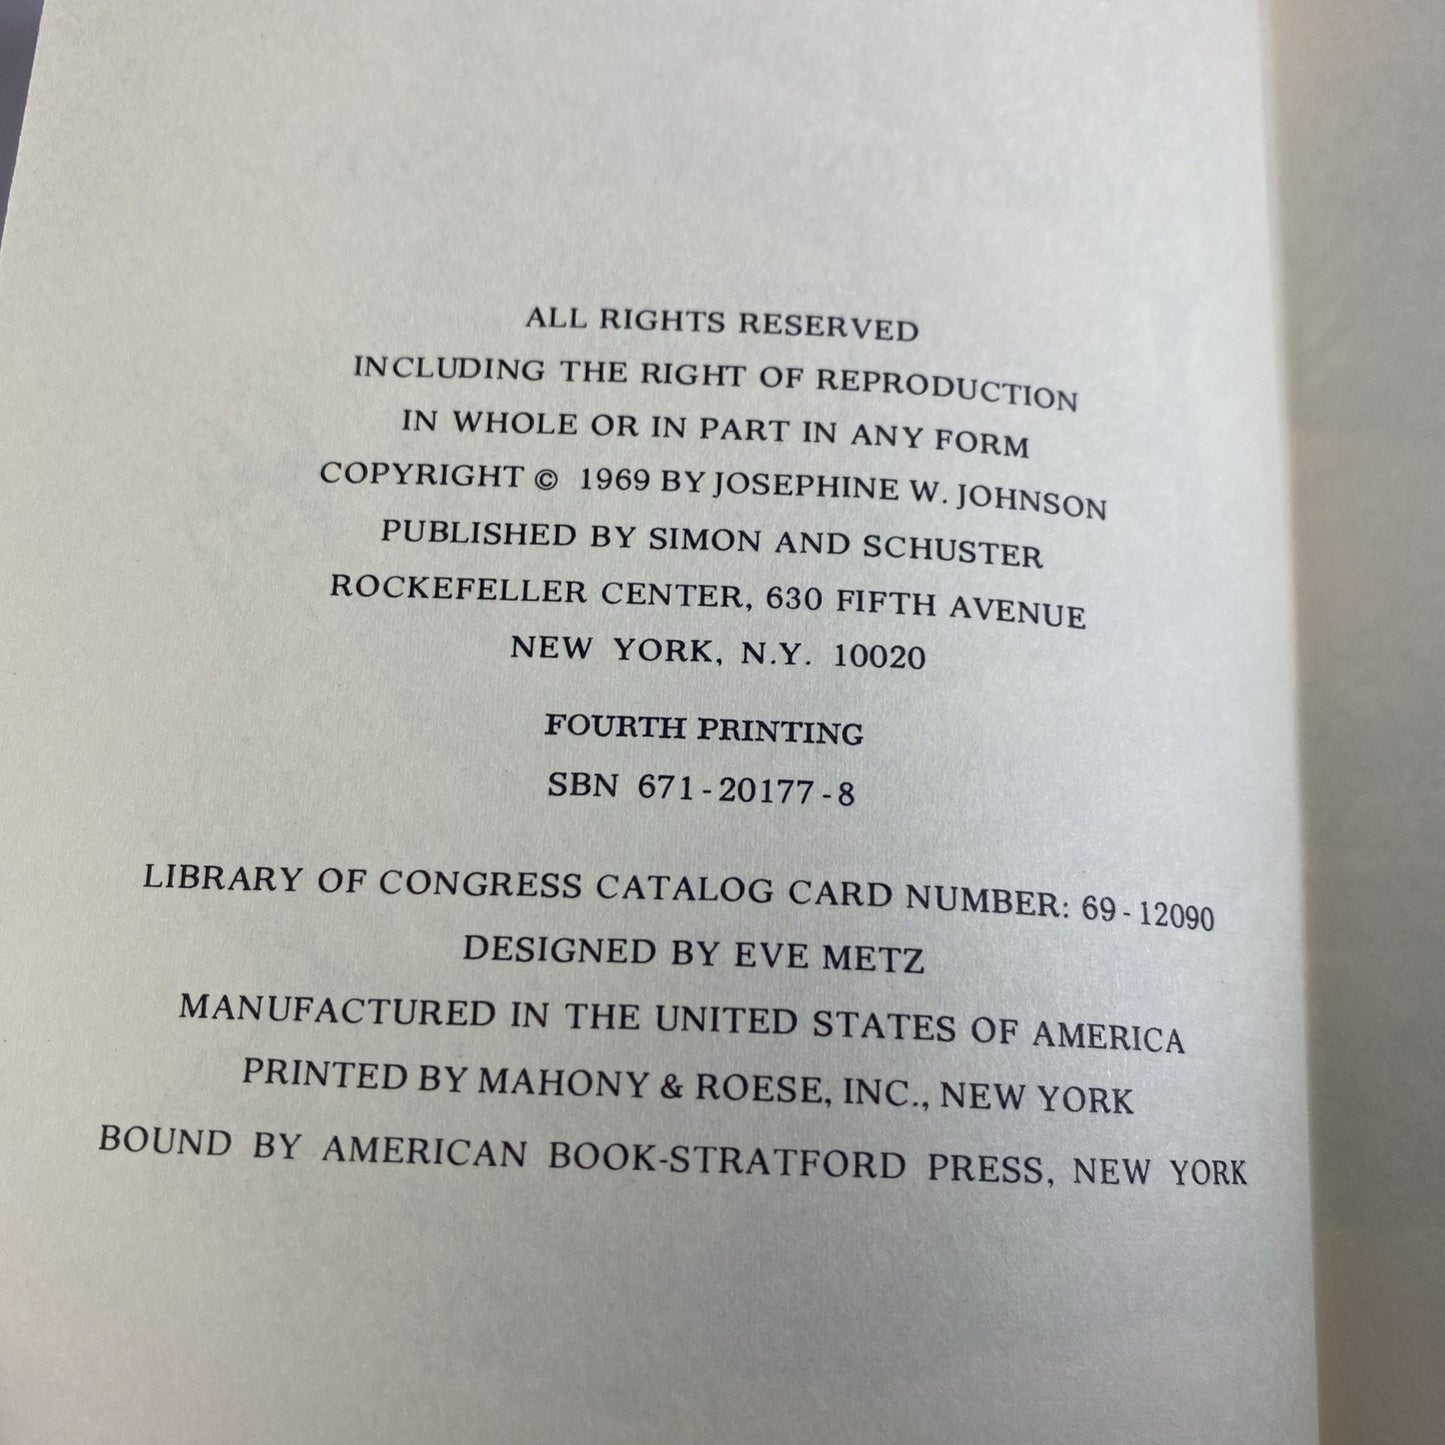 ALL RIGHTS RESERVED
INCLUDING THE RIGHT OF REPRODUCTION
IN WHOLE OR IN PART IN ANY FORM
COPYRIGHT © 1969 BY JOSEPHINE W. JOHNSON
PUBLISHED BY SIMON AND SCHUSTER
ROCKEFELLER CENTER, 630 FIFTH AVENUE
NEW YORK, N.Y. 10020
FOURTH PRINTING
SBN 671-20177-8
LIBRARY OF CONGRESS CATALOG CARD NUMBER: 69-12090
DESIGNED BY EVE METZ
MANUFACTURED IN THE UNITED STATES OF AMERICA
PRINTED BY MAHONY & ROESE, INC., NEW YORK
BOUND BY AMERICAN BOOK-STRATFORD PRESS, NEW YORK